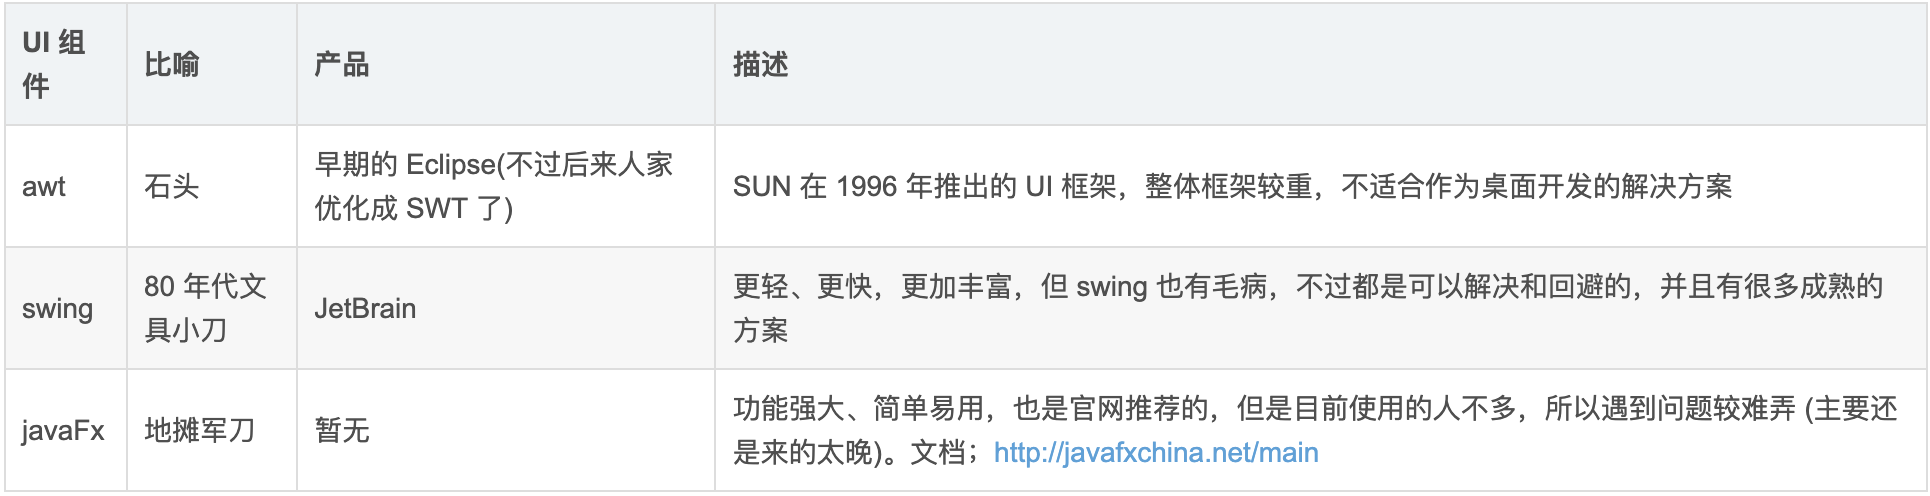 UI 组
件
比喻
产品
描述
awt
石头
早期的 Eclipse(不过后来人家
优化成 SWT 了)
SUN 在 1996 年推出的 UI 框架，整体框架较重，不适合作为桌面开发的解决方案
swing
80 年代文
具小刀
JetBrain
更轻、更快，更加丰富，但 swing 也有毛病，不过都是可以解决和回避的，并且有很多成熟的
方案
javaFx
地摊军刀
暂无
功能强大、简单易用，也是官网推荐的，但是目前使用的人不多，所以遇到问题较难弄 (主要还
是来的太晚)。文档；http://javafxchina.net/main